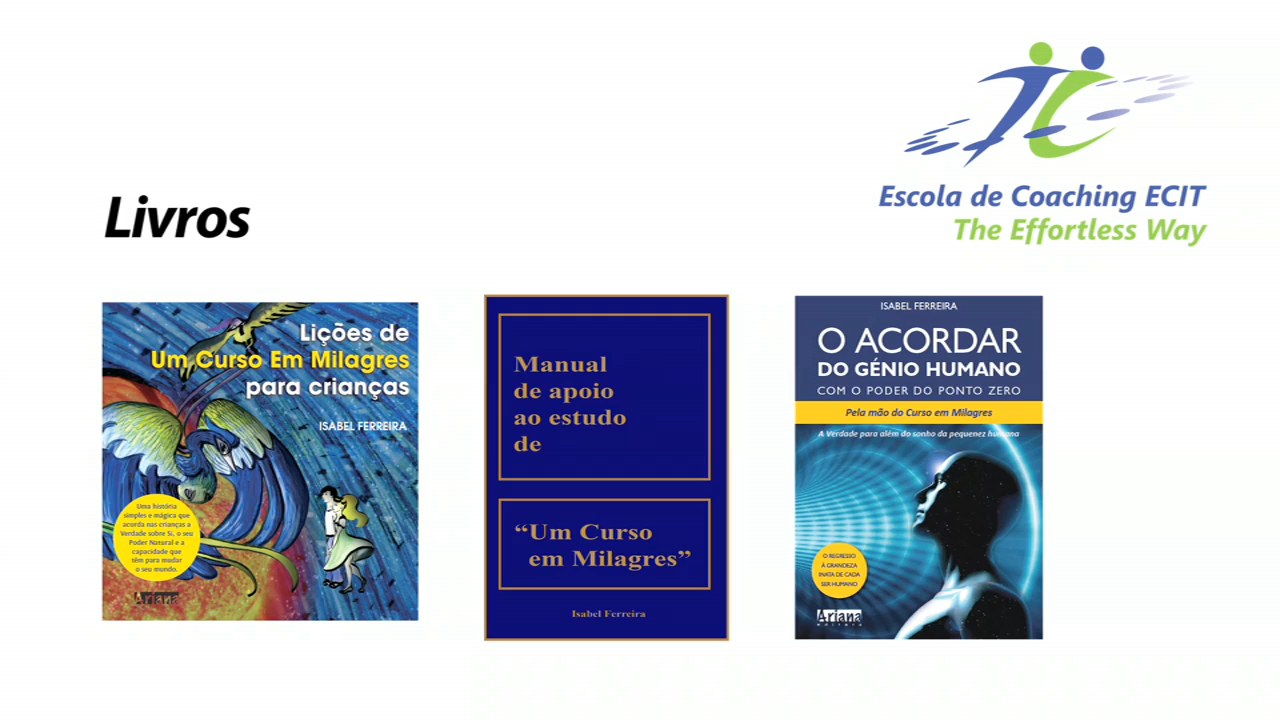 Escola de Coaching ECIT
The Effortless Way
Livros
Lições de
Um Curso Em Milagres
para crianças
ISABEL FERREIRA
Uma história
simples e mágica que
acorda nas crianças a
Verdade sobre Si, o seu
Poder Natural e a
capacidade que
têm para mudar
o seu mundo.
Ariana
Manual
de apoio
ao estudo
de
“Um Curso
em Milagres”
Isabel Ferreira
ISABEL FERREIRA
O ACORDAR
DO GÉNIO HUMANO
COM O PODER DO PONTO ZERO
Pela mão do Curso em Milagres
A Verdade para além do sonho da pequenez humana
O REGRESSO
À GRANDEZA
INATA DE CADA
SER HUMANO
Ariana
editora